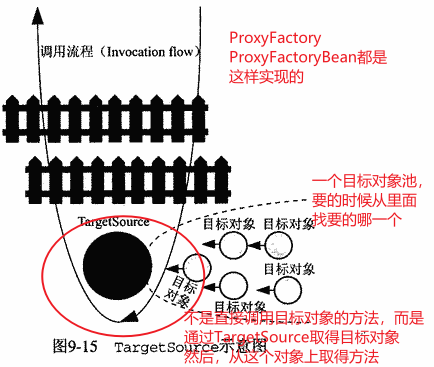 调用流程（Invocation flow）
ProxyFactory
ProxyFactoryBean都是
这样实现的
一个目标对象池，
要的时候从里面
找要的哪一个
TargetSource
目标对象
目标对象
目标
对象
目标对象
目标对象
不是直接调用目标对象的方法，而是
通过TargetSource取得目标对象
然后，从这个对象上取得方法
图9-15 TargetSource示意图